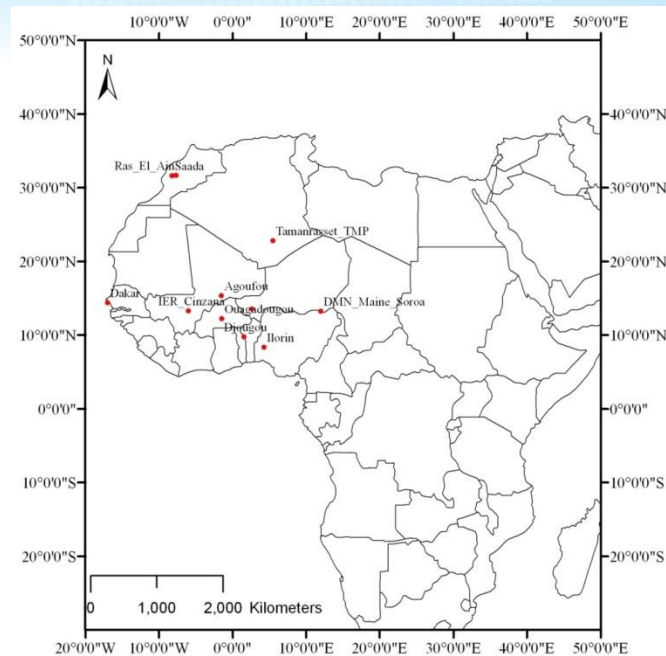 10°0'0"W 0°0'0" 10°0'0"E 20°0'0"E 30°0'0"E 40°0'0"E 50°0'0"E
50°0'0"N 50°0'0"N
N
40°0'0"N 40°0'0"N
Ras_El_AinSaada
30°0'0"N 30°0'0"N
Tamanrasset_TMP
20°0'0"N 20°0'0"N
Agoufou
Dakar IER_Cinzana DMN_Maine_Soroa
Ouagadougou
10°0'0"N Djougou Ilorin 10°0'0"N
0°0'0" 0°0'0"
10°0'0"S 10°0'0"S
20°0'0"S 20°0'0"S
0 1,000 2,000 Kilometers
20°0'0"W 10°0'0"W 0°0'0" 10°0'0"E 20°0'0"E 30°0'0"E 40°0'0"E 50°0'0"E